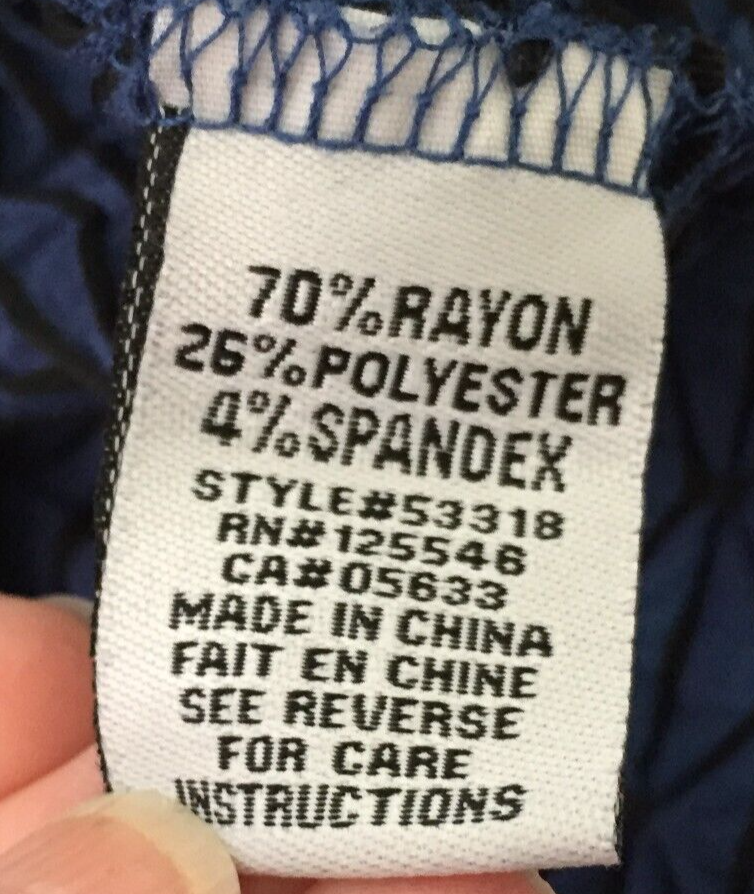 70%RAYON
26%POLYESTER
4%SPANDEX
STYLE#53318
RN#125546
CA#05633
MADE IN CHINA
FAIT EN CHINE
SEE REVERSE
FOR CARE
INSTRUCTIONS